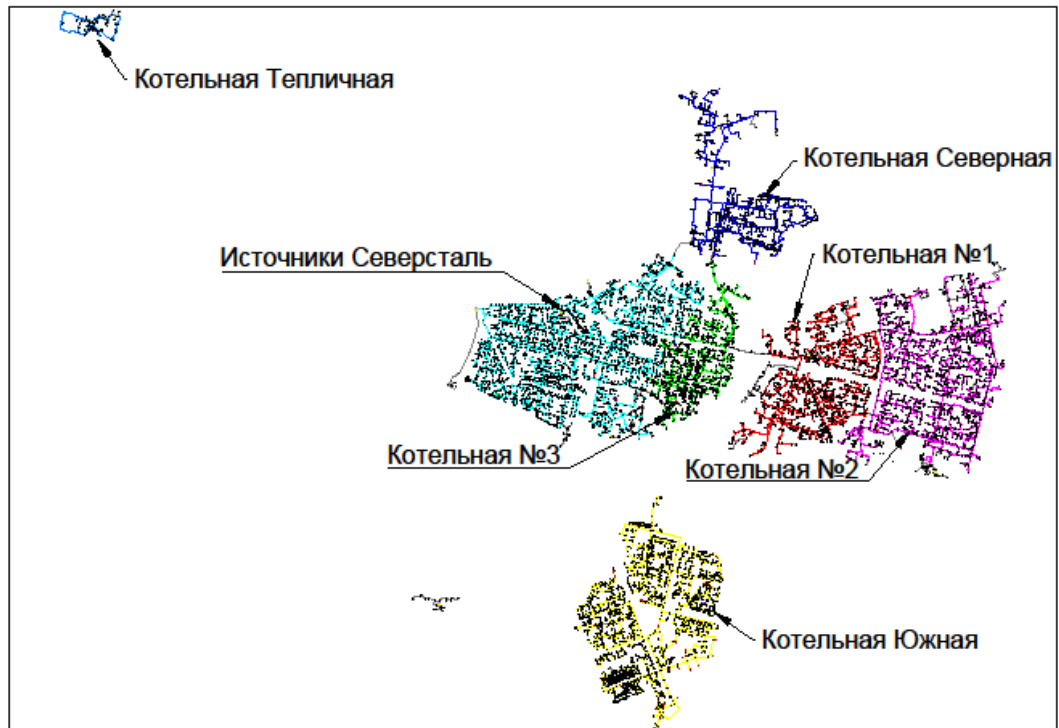 Котельная Тепличная
Котельная Северная
Источники Северсталь
Котельная №1
Котельная №3
Котельная №2
Котельная Южная